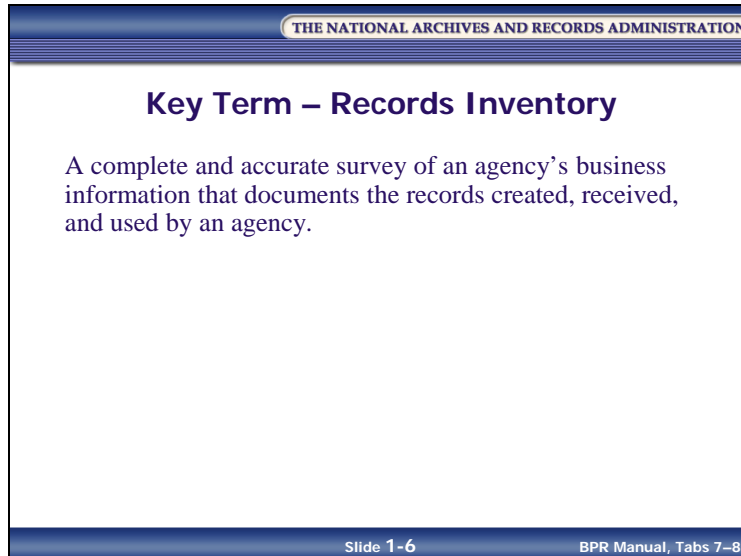 THE NATIONAL ARCHIVES AND RECORDS ADMINISTRATION
Key Term – Records Inventory
A complete and accurate survey of an agency’s business
information that documents the records created, received,
and used by an agency.
Slide 1-6 BPR Manual, Tabs 7–8